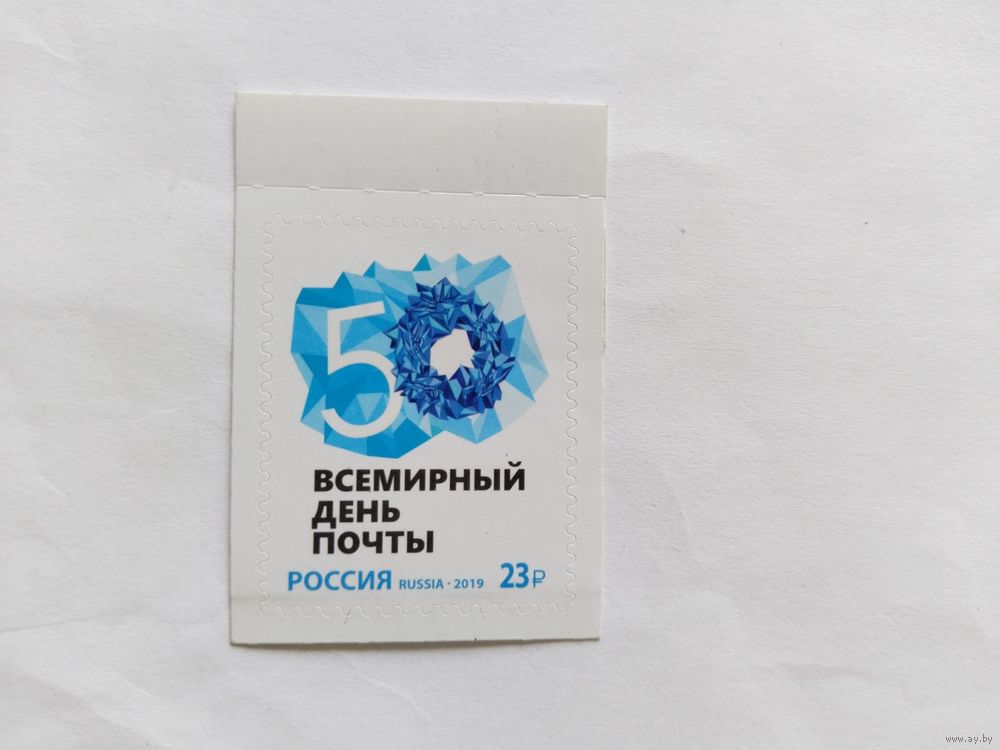 50
ВСЕМИРНЫЙ
ДЕНЬ
ПОЧТЫ
РОССИЯ RUSSIA · 2019 23₽
www.ay.by